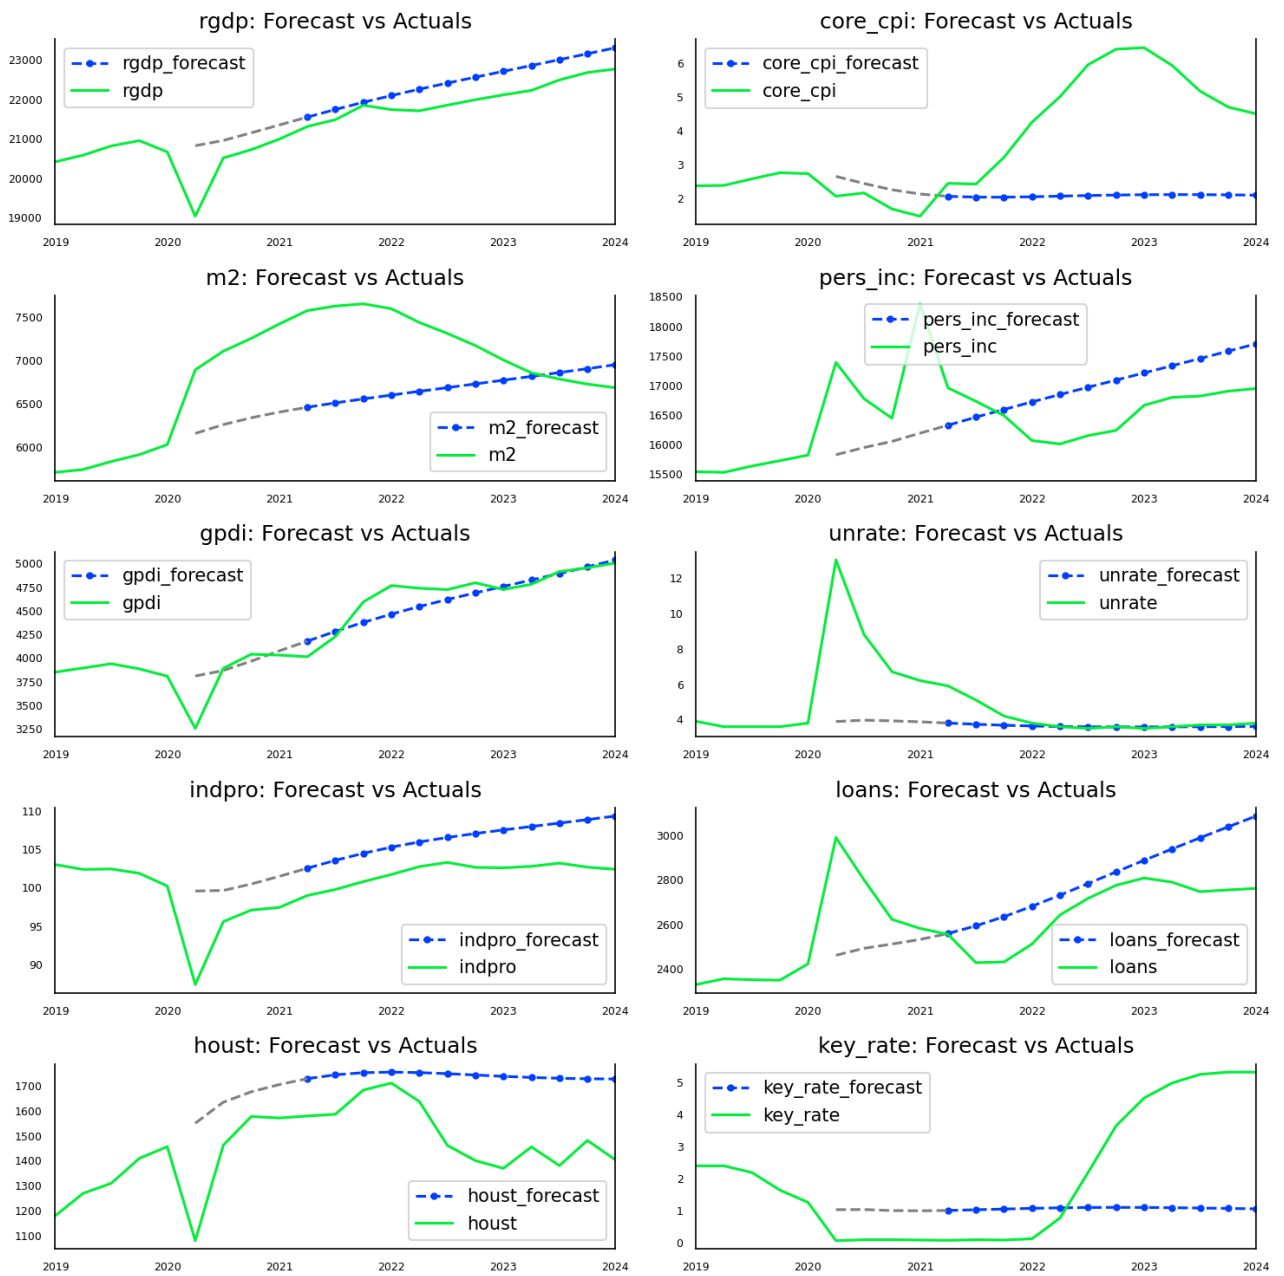 rgdp: Forecast vs Actuals
rgdp_forecast
rgdp
23000
22000
21000
20000
19000
2019 2020 2021 2022 2023 2024
core_cpi: Forecast vs Actuals
core_cpi_forecast
core_cpi
6
5
4
3
2
2019 2020 2021 2022 2023 2024
m2: Forecast vs Actuals
7500
7000
6500
6000
m2_forecast
m2
2019 2020 2021 2022 2023 2024
pers_inc: Forecast vs Actuals
pers_inc_forecast
pers_inc
18500
18000
17500
17000
16500
16000
15500
2019 2020 2021 2022 2023 2024
gpdi: Forecast vs Actuals
gpdi_forecast
gpdi
5000
4750
4500
4250
4000
3750
3500
3250
2019 2020 2021 2022 2023 2024
unrate: Forecast vs Actuals
unrate_forecast
unrate
12
10
8
6
4
2019 2020 2021 2022 2023 2024
indpro: Forecast vs Actuals
110
105
100
95
90
indpro_forecast
indpro
2019 2020 2021 2022 2023 2024
loans: Forecast vs Actuals
3000
2800
2600
2400
loans_forecast
loans
2019 2020 2021 2022 2023 2024
houst: Forecast vs Actuals
1700
1600
1500
1400
1300
1200
1100
houst_forecast
houst
2019 2020 2021 2022 2023 2024
key_rate: Forecast vs Actuals
key_rate_forecast
key_rate
5
4
3
2
1
0
2019 2020 2021 2022 2023 2024